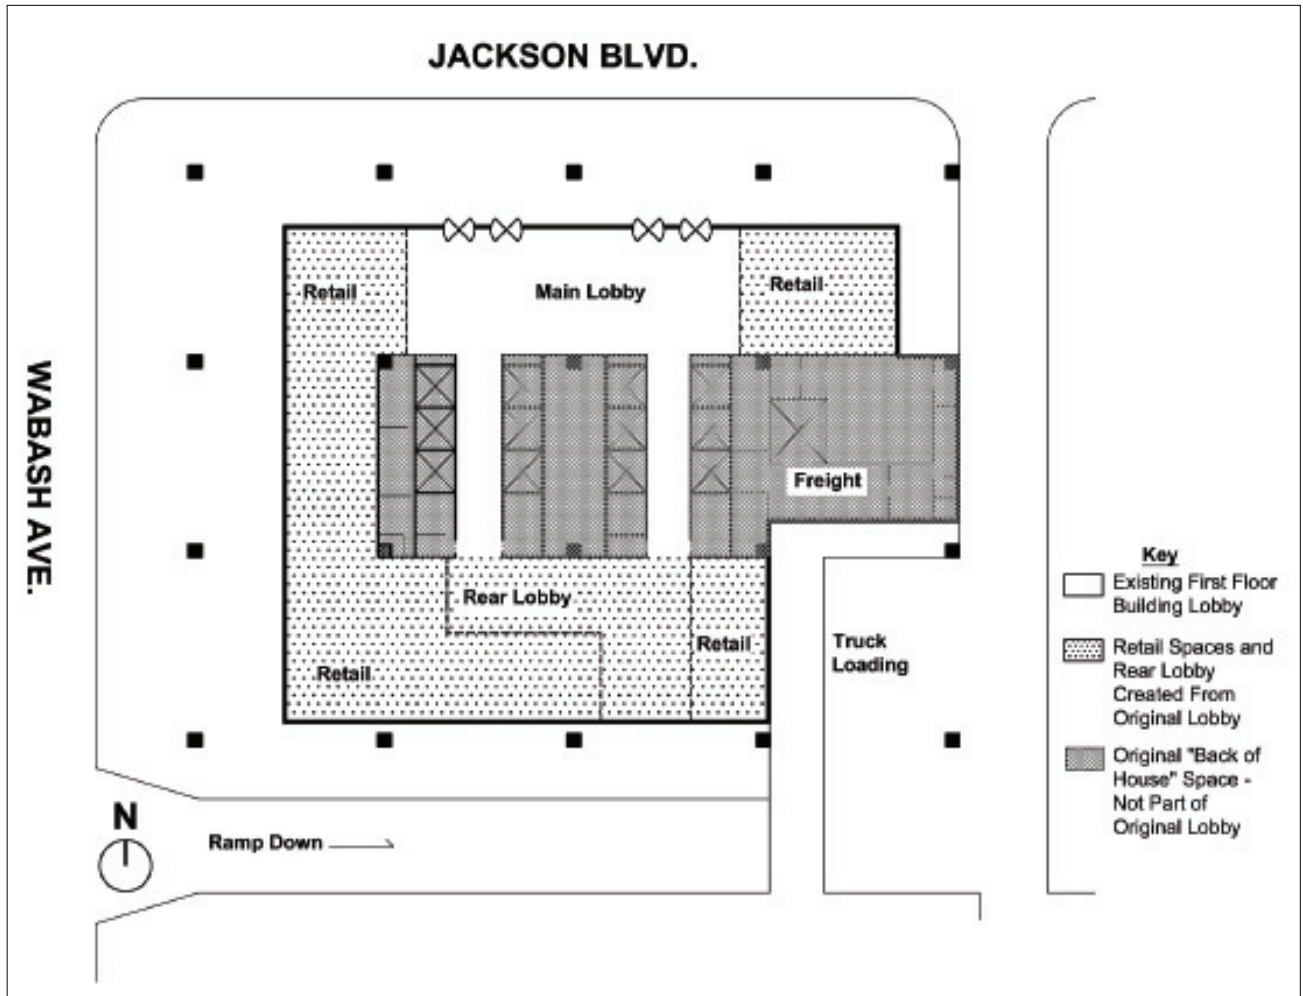 JACKSON BLVD.
WABASH AVE.
Retail
Main Lobby
Retail
Freight
Rear Lobby
Retail
Retail
Truck
Loading
N
Ramp Down
Key
Existing First Floor
Building Lobby
Retail Spaces and
Rear Lobby
Created From
Original Lobby
Original "Back of
House" Space -
Not Part of
Original Lobby